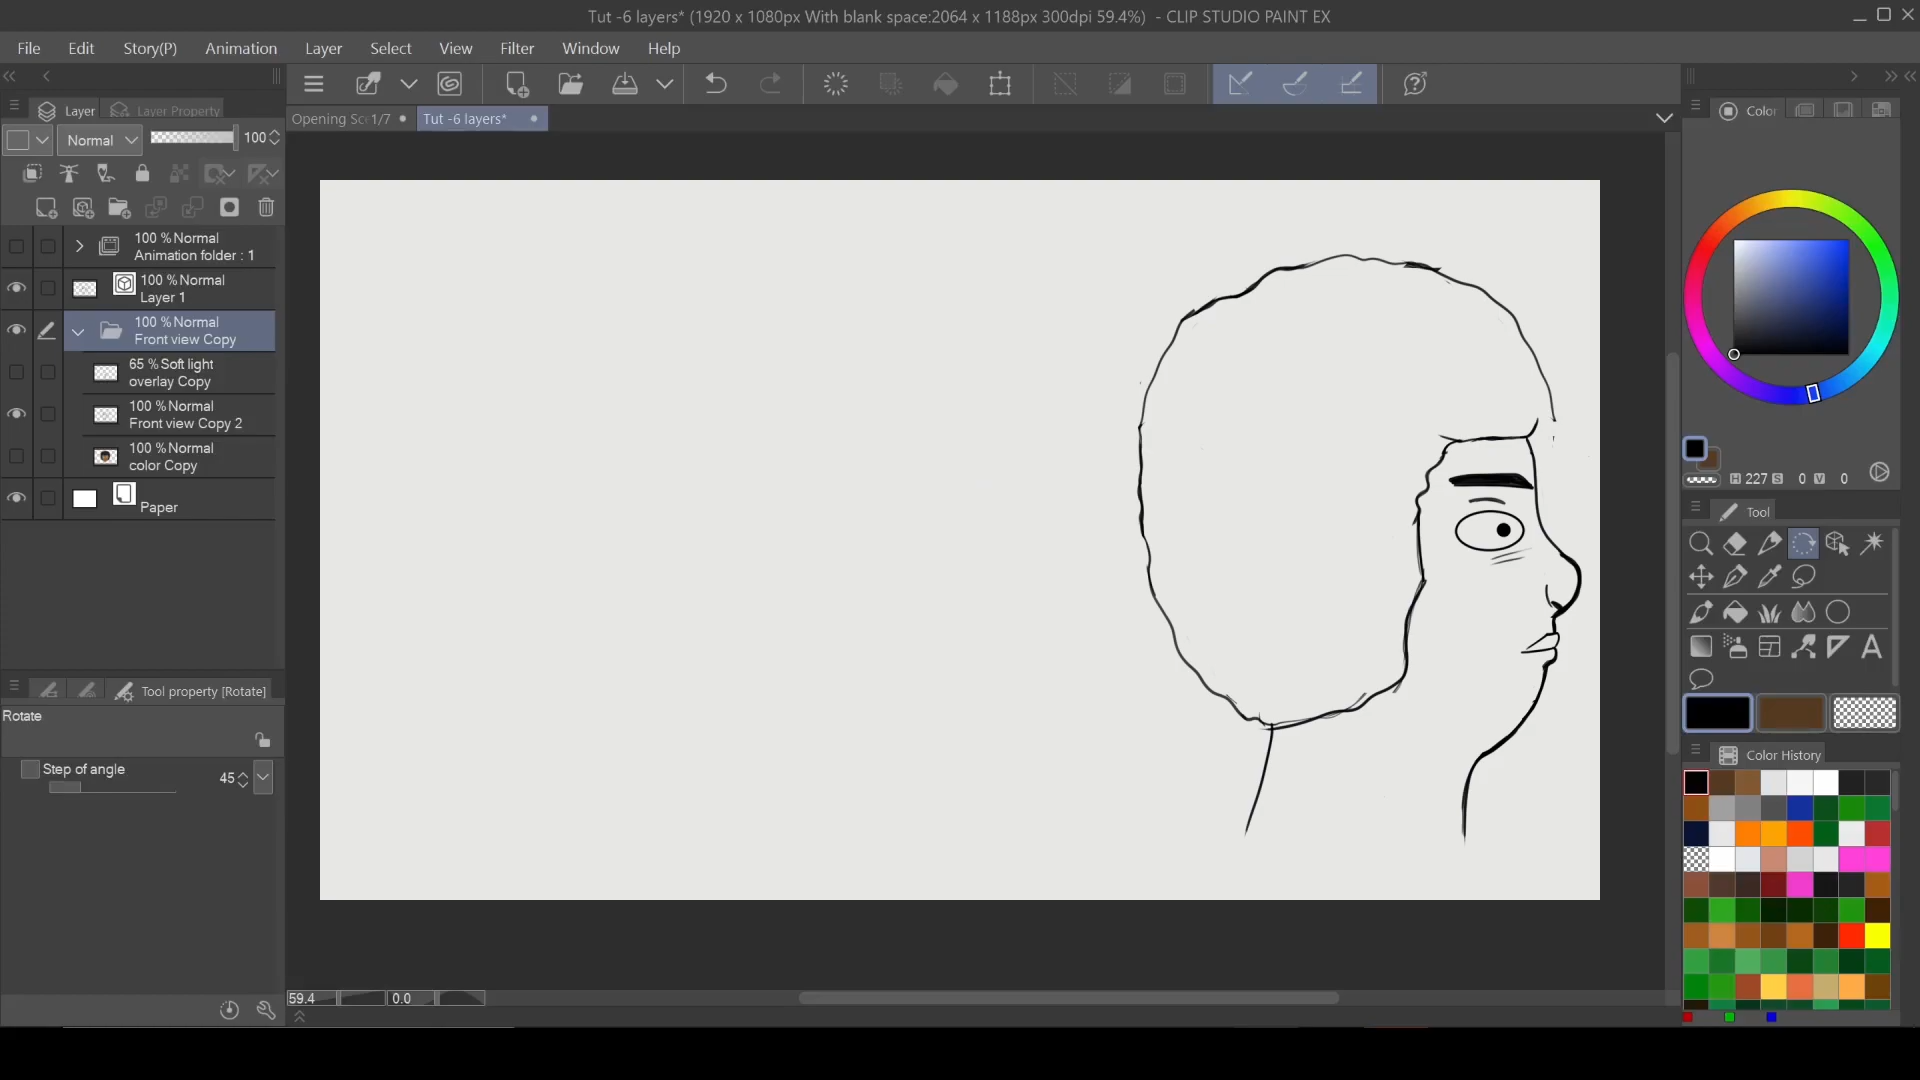 Tut -6 layers* (1920 x 1080px With blank space:2064 x 1188px 300dpi 59.4%)  - CLIP STUDIO PAINT EX
File Edit Story(P) Animation Layer Select View Filter Window Help
Layer Layer Property
Opening Sc 1/7 Tut -6 layers*
Color
Normal 100
100 %Normal
Animation folder : 1
100 %Normal
Layer 1
100 %Normal
Front view Copy
65 %Soft light
overlay Copy
100 %Normal
Front view Copy 2
100 %Normal
color Copy
Paper
H 227 S 0 V 0
Tool
A
Tool property [Rotate]
Rotate
Step of angle 45
Color History
59.4 0.0